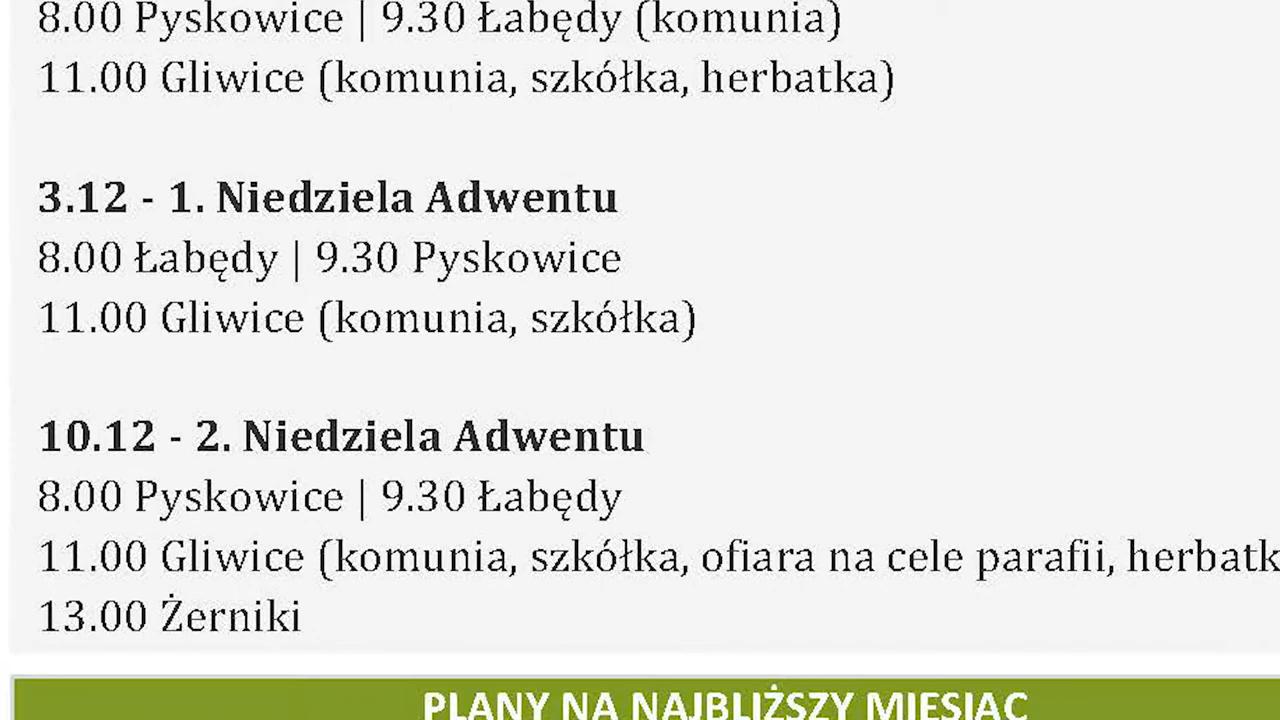 8.00 Pyskowice | 9.30 Łabędy (komunia)
11.00 Gliwice (komunia, szkółka, herbatka)
3.12 - 1. Niedziela Adwentu
8.00 Łabędy | 9.30 Pyskowice
11.00 Gliwice (komunia, szkółka)
10.12 - 2. Niedziela Adwentu
8.00 Pyskowice | 9.30 Łabędy
11.00 Gliwice (komunia, szkółka, ofiara na cele parafii, herbatk
13.00 Żerniki
PLANY NA NAJBLIŻSZY MIESIĄC